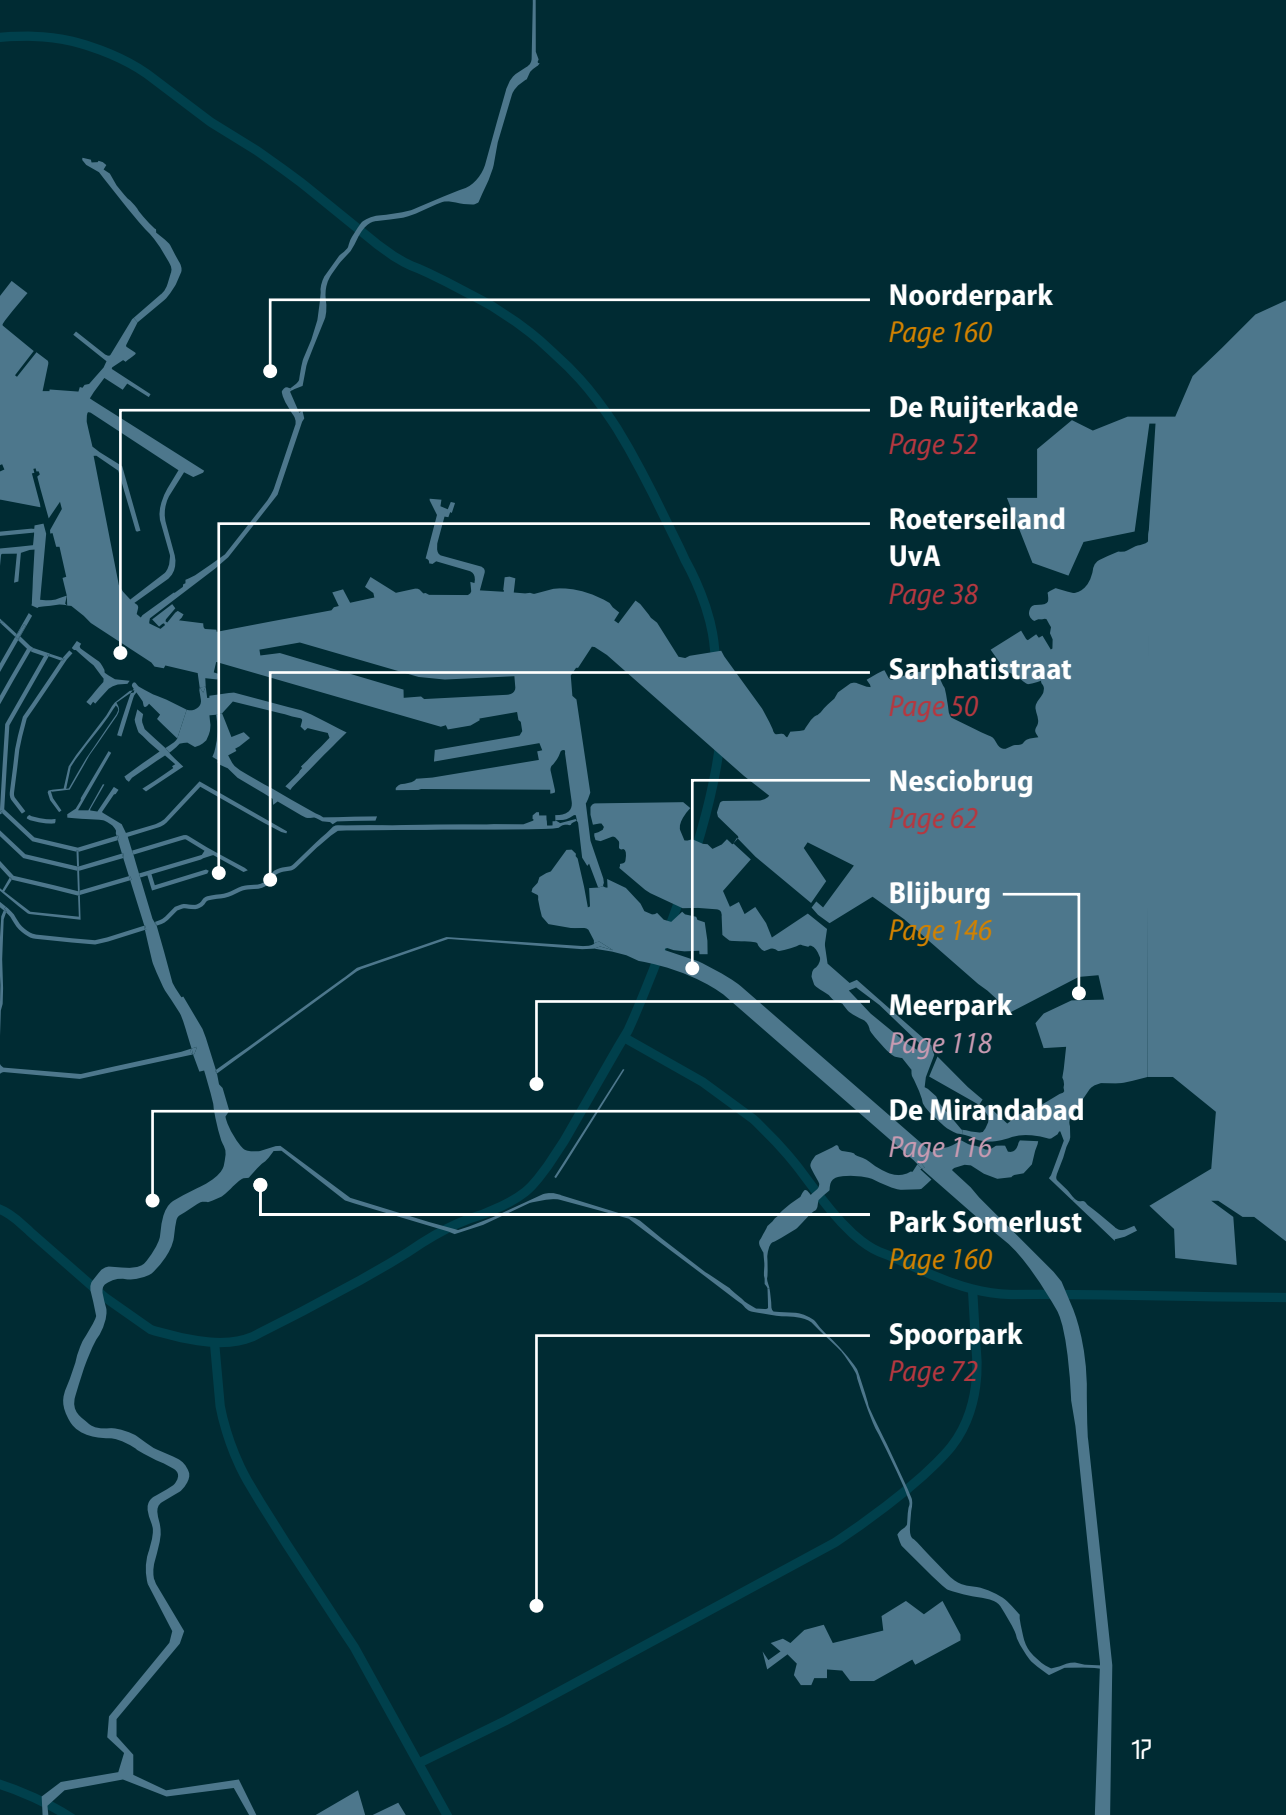 Noorderpark
Page 160
De Ruijterkade
Page 52
Roeterseiland
UvA
Page 38
Sarphatistraat
Page 50
Nesciobrug
Page 62
Blijburg
Page 146
Meerpark
Page 118
De Mirandabad
Page 116
Park Somerlust
Page 160
Spoorpark
Page 72
17